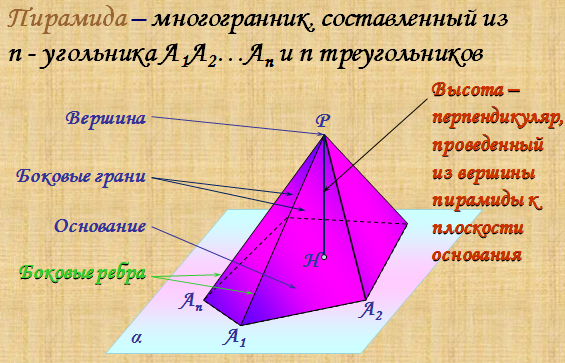 Пирамида – многогранник, составленный из
n - угольника A₁A₂…Aₙ и n треугольников
Вершина
Боковые грани
Основание
Боковые ребра
P
H
Aₙ
A₁
A₂
α
Высота –
перпендикуляр,
проведенный
из вершины
пирамиды к
плоскости
основания